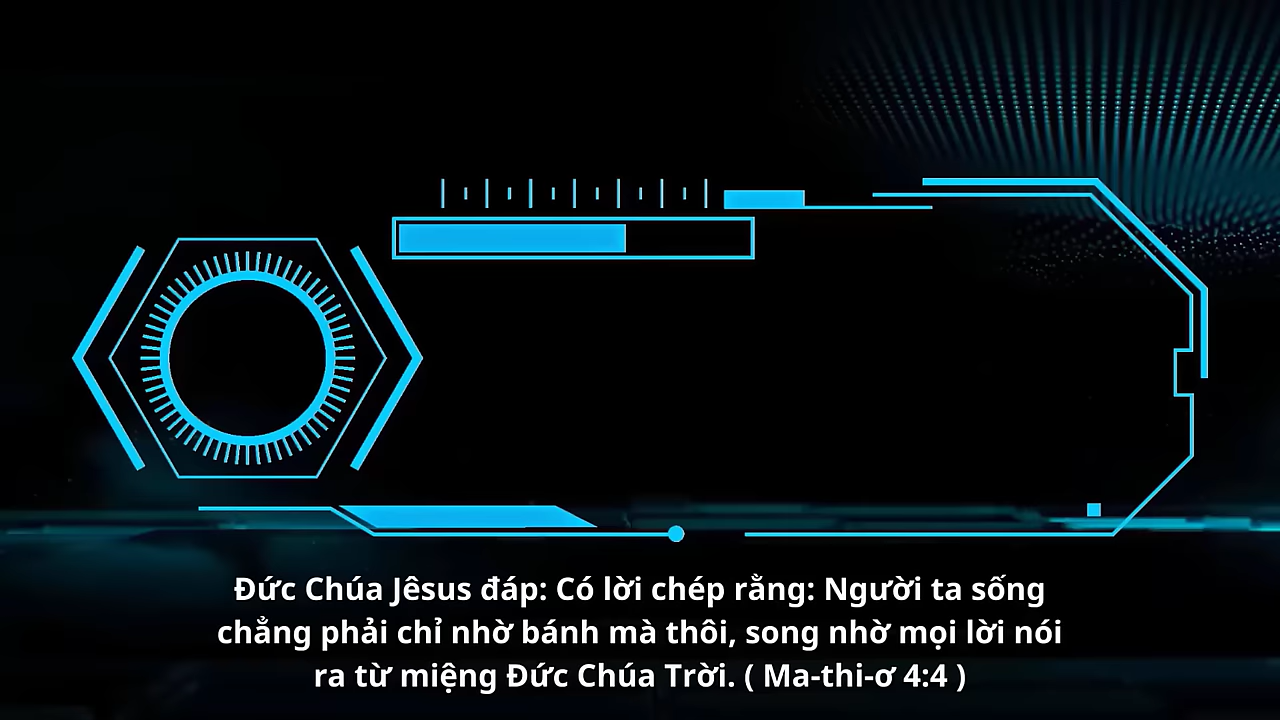 Đức Chúa Jêsus đáp: Có lời chép rằng: Người ta sống
chẳng phải chỉ nhờ bánh mà thôi, song nhờ mọi lời nói
ra từ miệng Đức Chúa Trời. ( Ma-thi-ơ 4:4 )